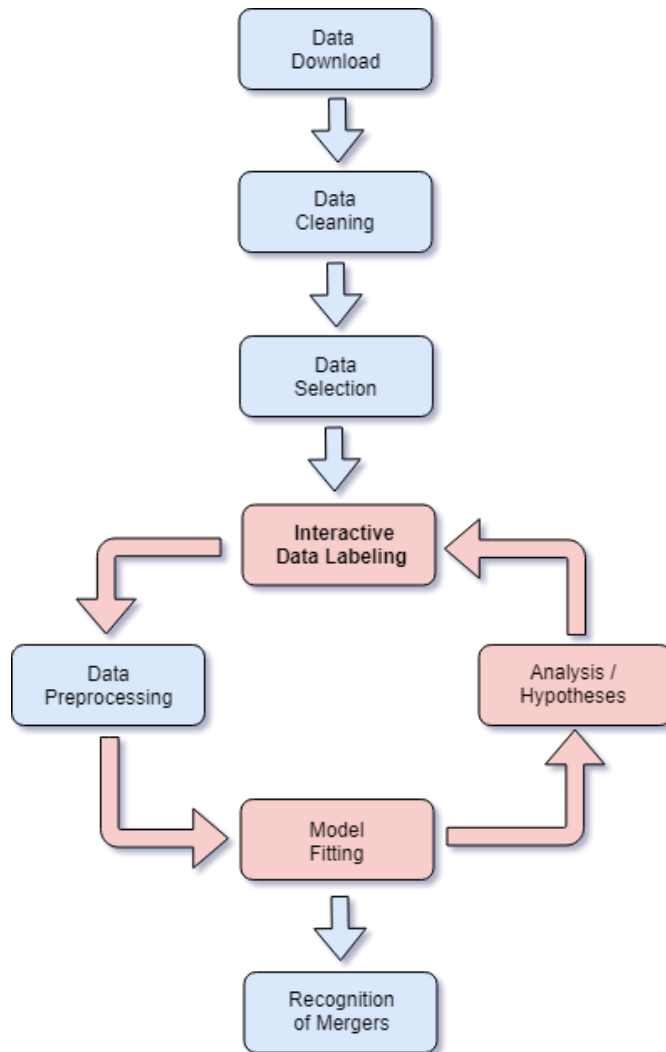 Data
Download
Data
Cleaning
Data
Selection
Interactive
Data Labeling
Data
Preprocessing
Analysis /
Hypotheses
Model
Fitting
Recognition
of Mergers